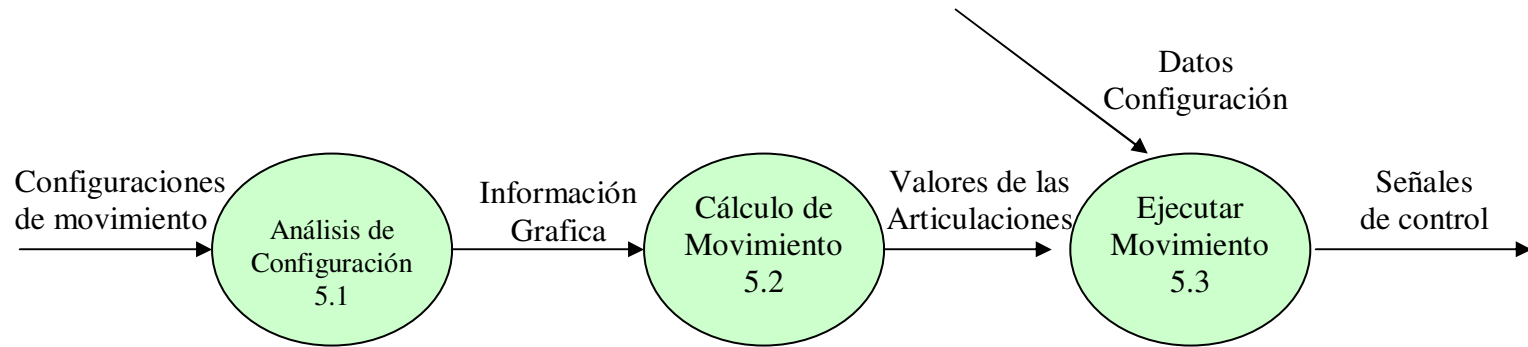 Configuraciones
de movimiento
Análisis de
Configuración
5.1
Información
Grafica
Cálculo de
Movimiento
5.2
Valores de las
Articulaciones
Datos
Configuración
Ejecutar
Movimiento
5.3
Señales
de control